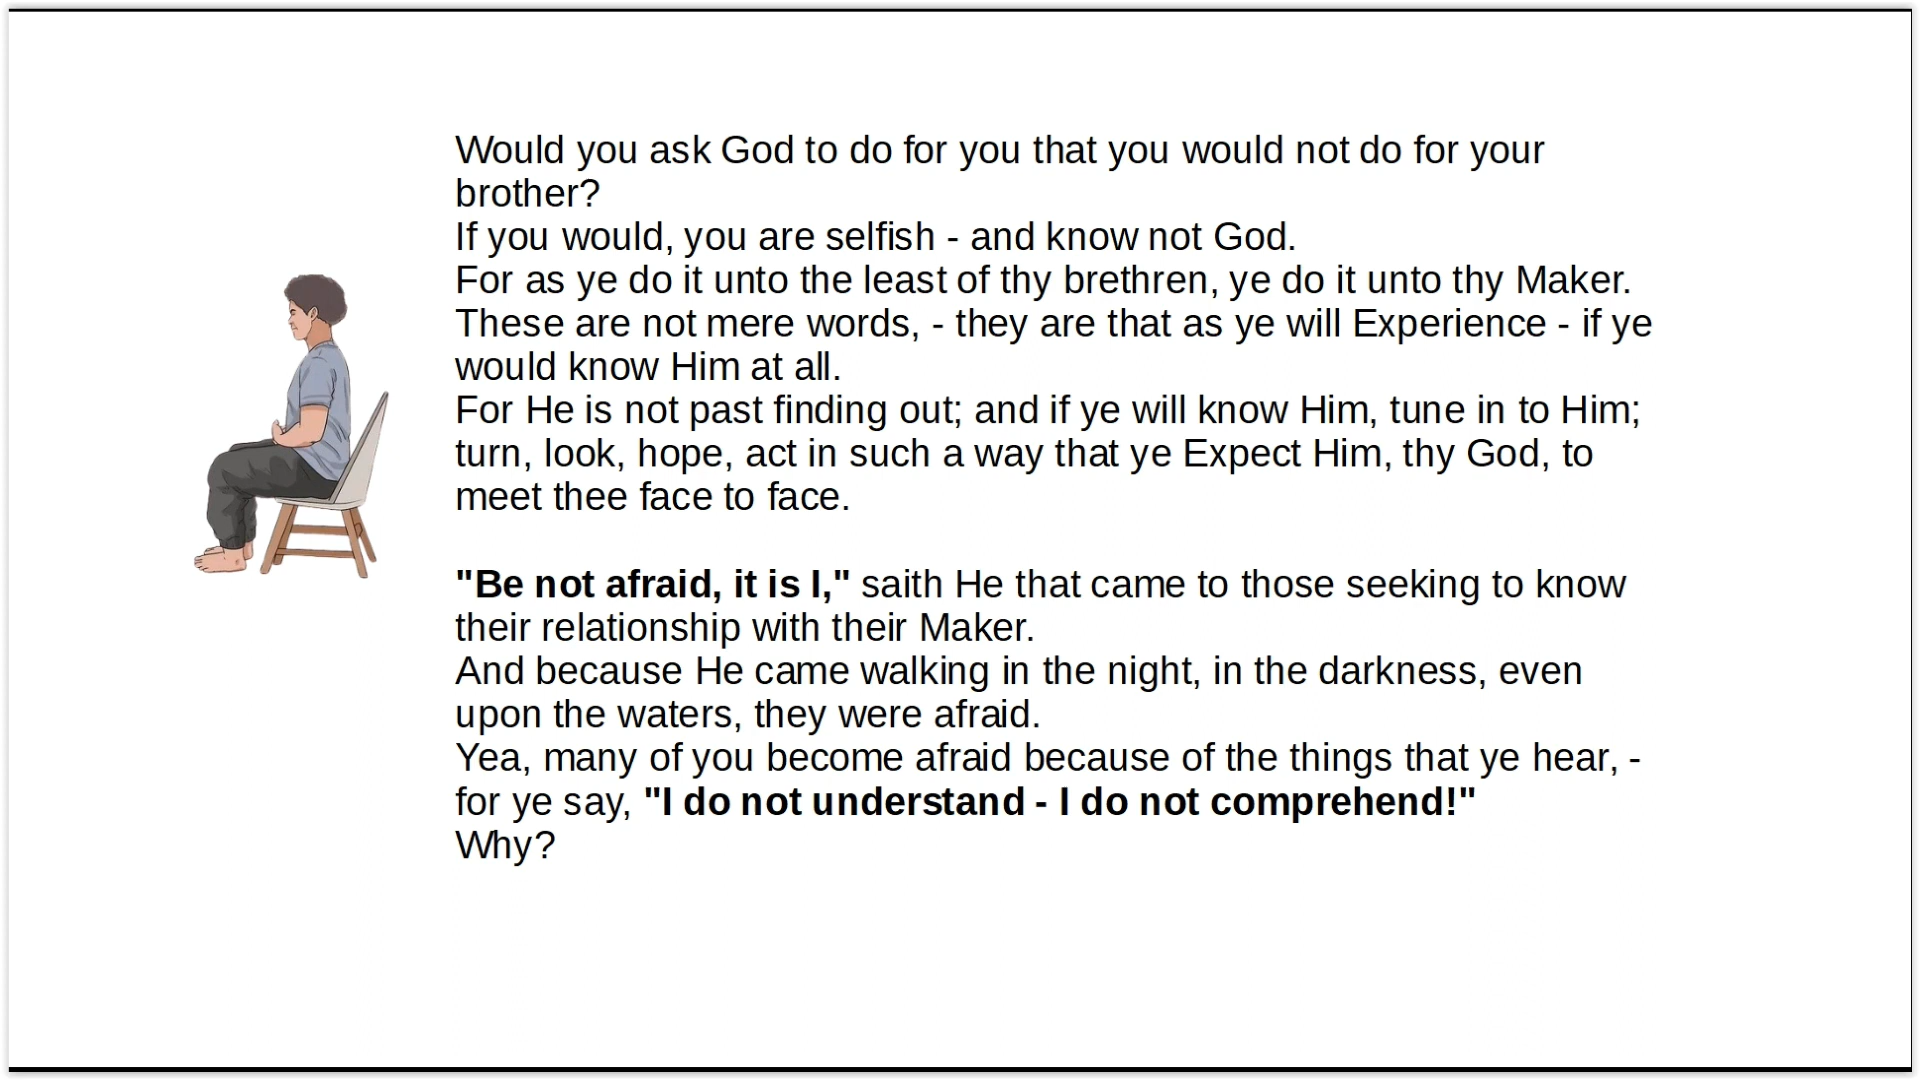 Would you ask God to do for you that you would not do for your
brother?
If you would, you are selfish - and know not God.
For as ye do it unto the least of thy brethren, ye do it unto thy Maker.
These are not mere words, - they are that as ye will Experience - if ye
would know Him at all.
For He is not past finding out; and if ye will know Him, tune in to Him;
turn, look, hope, act in such a way that ye Expect Him, thy God, to
meet thee face to face.
"Be not afraid, it is I," saith He that came to those seeking to know
their relationship with their Maker.
And because He came walking in the night, in the darkness, even
upon the waters, they were afraid.
Yea, many of you become afraid because of the things that ye hear, -
for ye say, "I do not understand - I do not comprehend!"
Why?